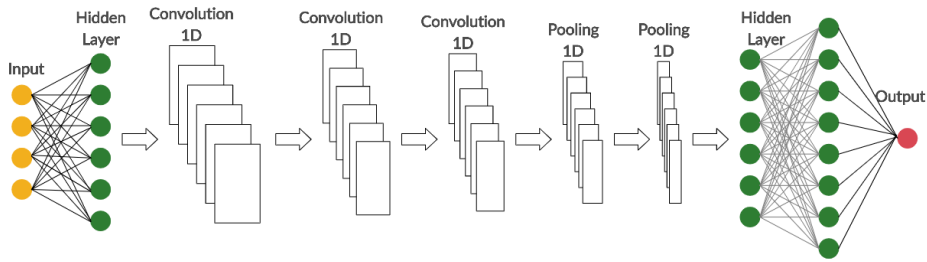 Input
Hidden
Layer
Convolution
1D
Convolution
1D
Convolution
1D
Pooling
1D
Pooling
1D
Hidden
Layer
Output